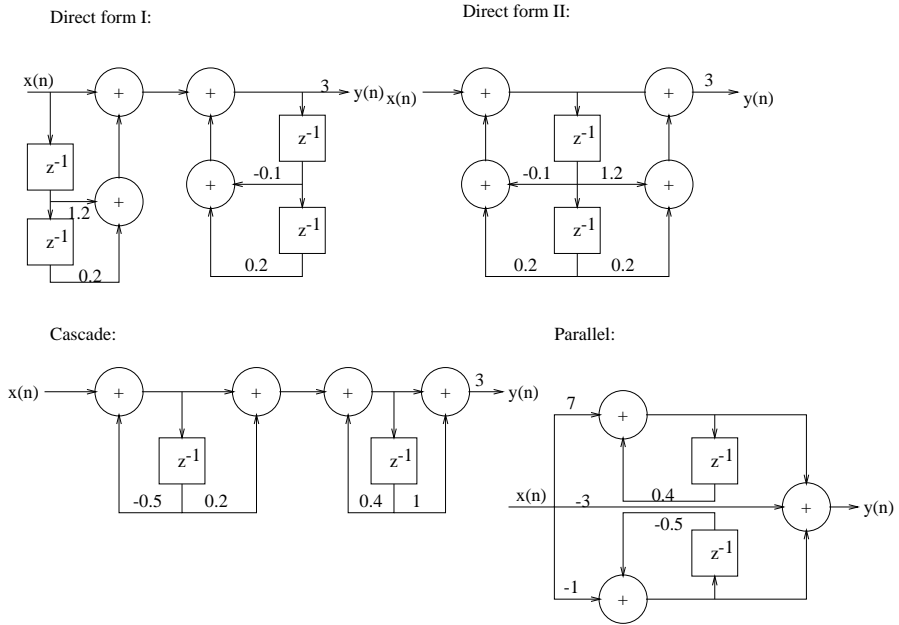 Direct form I:
x(n)
+
+
3
y(n)
z-1
z-1
+
+
-0.1
1.2
z-1
z-1
0.2
0.2
Direct form II:
x(n)
+
+
3
y(n)
z-1
+
-0.1
1.2
+
z-1
0.2
0.2
Cascade:
x(n)
+
+
+
+
3
y(n)
z-1
z-1
-0.5
0.2
0.4
1
Parallel:
7
+
z-1
0.4
x(n)
-3
+
y(n)
-0.5
z-1
-1
+